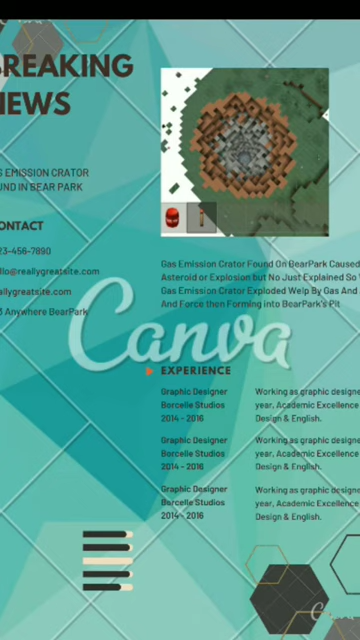 BREAKING
NEWS
S EMISSION CRATOR
UND IN BEAR PARK
ONTACT
23-456-7890
llo@reallygreatsite.com
allygreatsite.com
3 Anywhere BearPark
Gas Emission Crator Found On BearPark Caused
Asteroid or Explosion but No Just Explained So
Gas Emission Crator Exploded Welp By Gas And
And Force then Forming into BearPark's Pit
Canva
EXPERIENCE
Graphic Designer
Borcelle Studios
2014 - 2016
Working as graphic designe
year, Academic Excellence
Design & English.
Graphic Designer
Borcelle Studios
2014 - 2016
Working as graphic designe
year, Academic Excellence
Design & English.
Graphic Designer
Borcelle Studios
2014 - 2016
Working as graphic designe
year, Academic Excellence
Design & English.